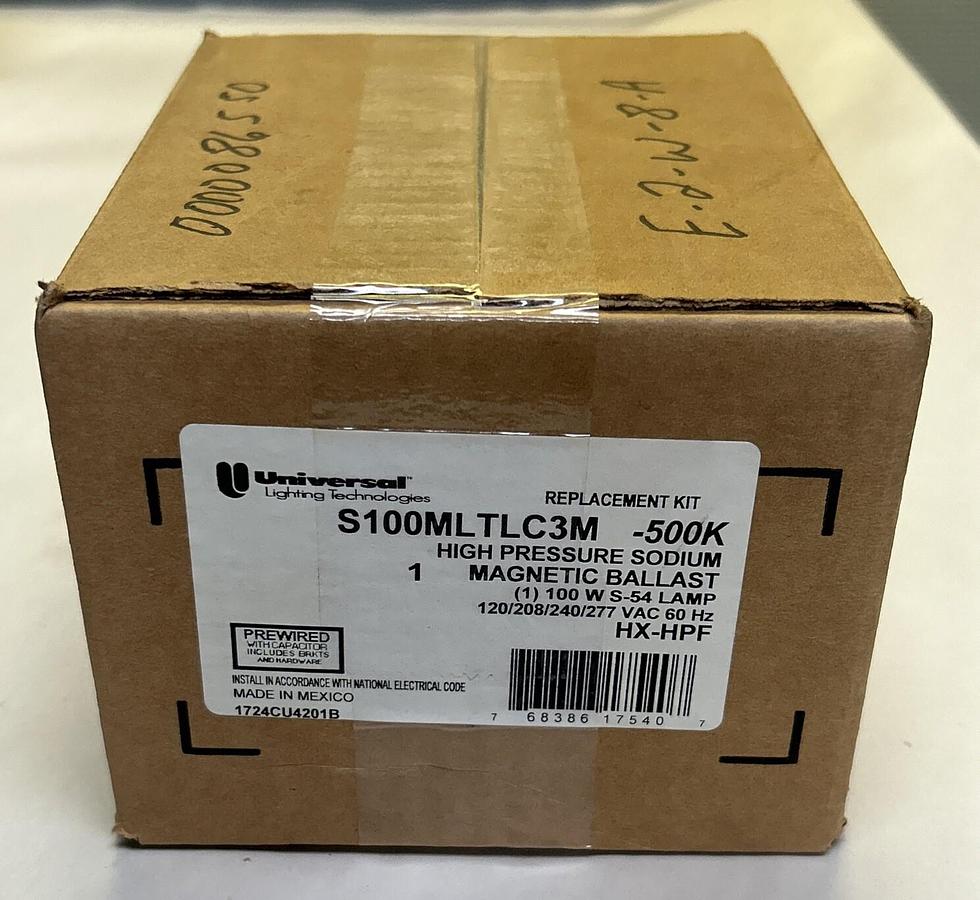 0000086550
E-2-W-8-A
Universal™
Lighting Technologies
REPLACEMENT KIT
S100MLTLC3M -500K
HIGH PRESSURE SODIUM
1 MAGNETIC BALLAST
(1) 100 W S-54 LAMP
120/208/240/277 VAC 60 Hz
HX-HPF
PREWIRED
WITH CAPACITOR
INCLUDES BRKTS
AND HARDWARE
INSTALL IN ACCORDANCE WITH NATIONAL ELECTRICAL CODE
MADE IN MEXICO
1724CU4201B
7 68386 17540 7